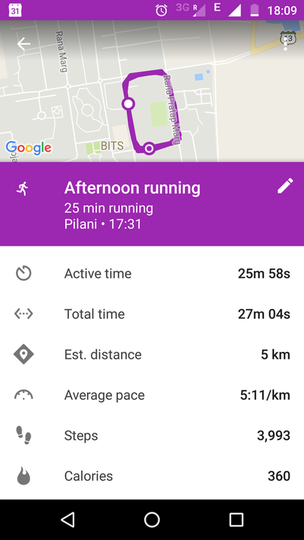 31
3G
R
E
18:09
Rana Marg
Rana Pratap Marg
Google
BITS
Afternoon running
25 min running
Pilani • 17:31
Active time 25m 58s
Total time 27m 04s
Est. distance 5 km
Average pace 5:11/km
Steps 3,993
Calories 360